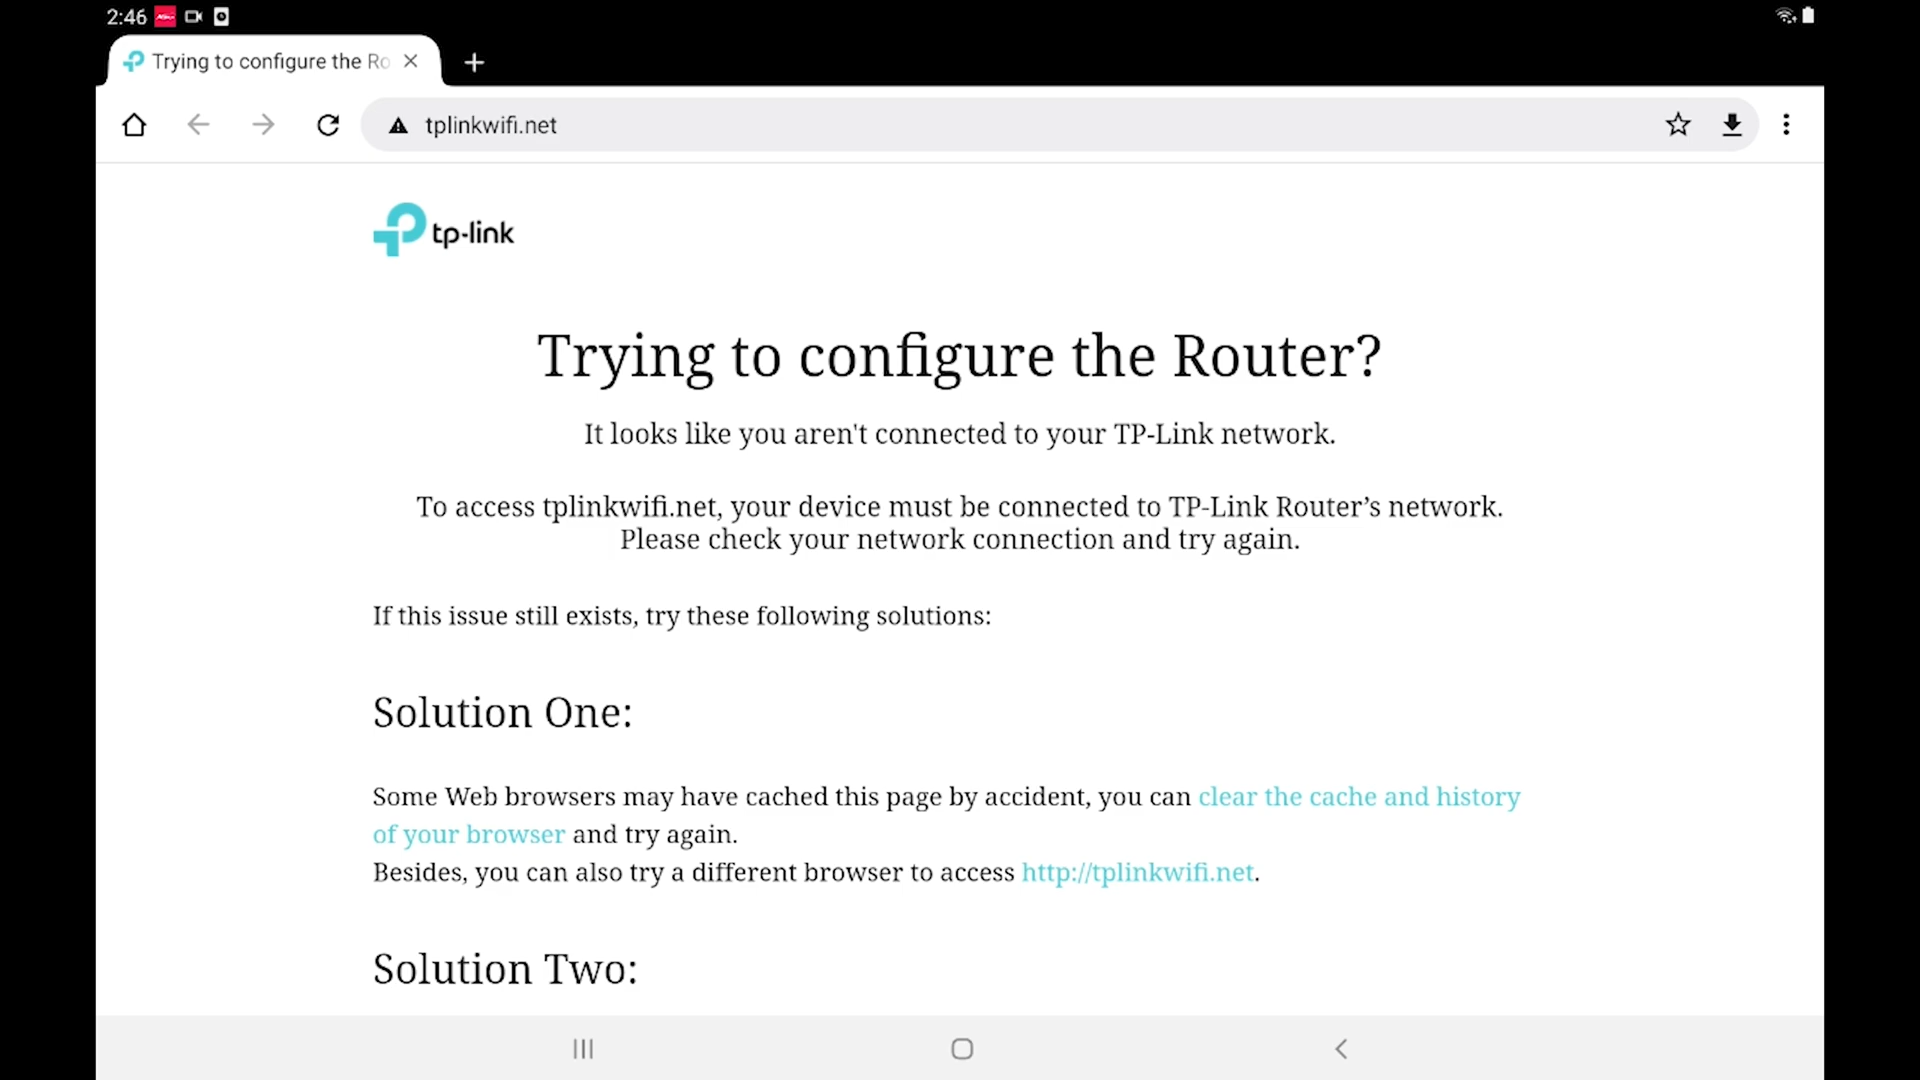 2:46
Trying to configure the Ro
tplinkwifi.net
tp-link
Trying to configure the Router?
It looks like you aren't connected to your TP-Link network.
To access tplinkwifi.net, your device must be connected to TP-Link Router’s network.
Please check your network connection and try again.
If this issue still exists, try these following solutions:
Solution One:
Some Web browsers may have cached this page by accident, you can clear the cache and history
of your browser and try again.
Besides, you can also try a different browser to access http://tplinkwifi.net.
Solution Two: